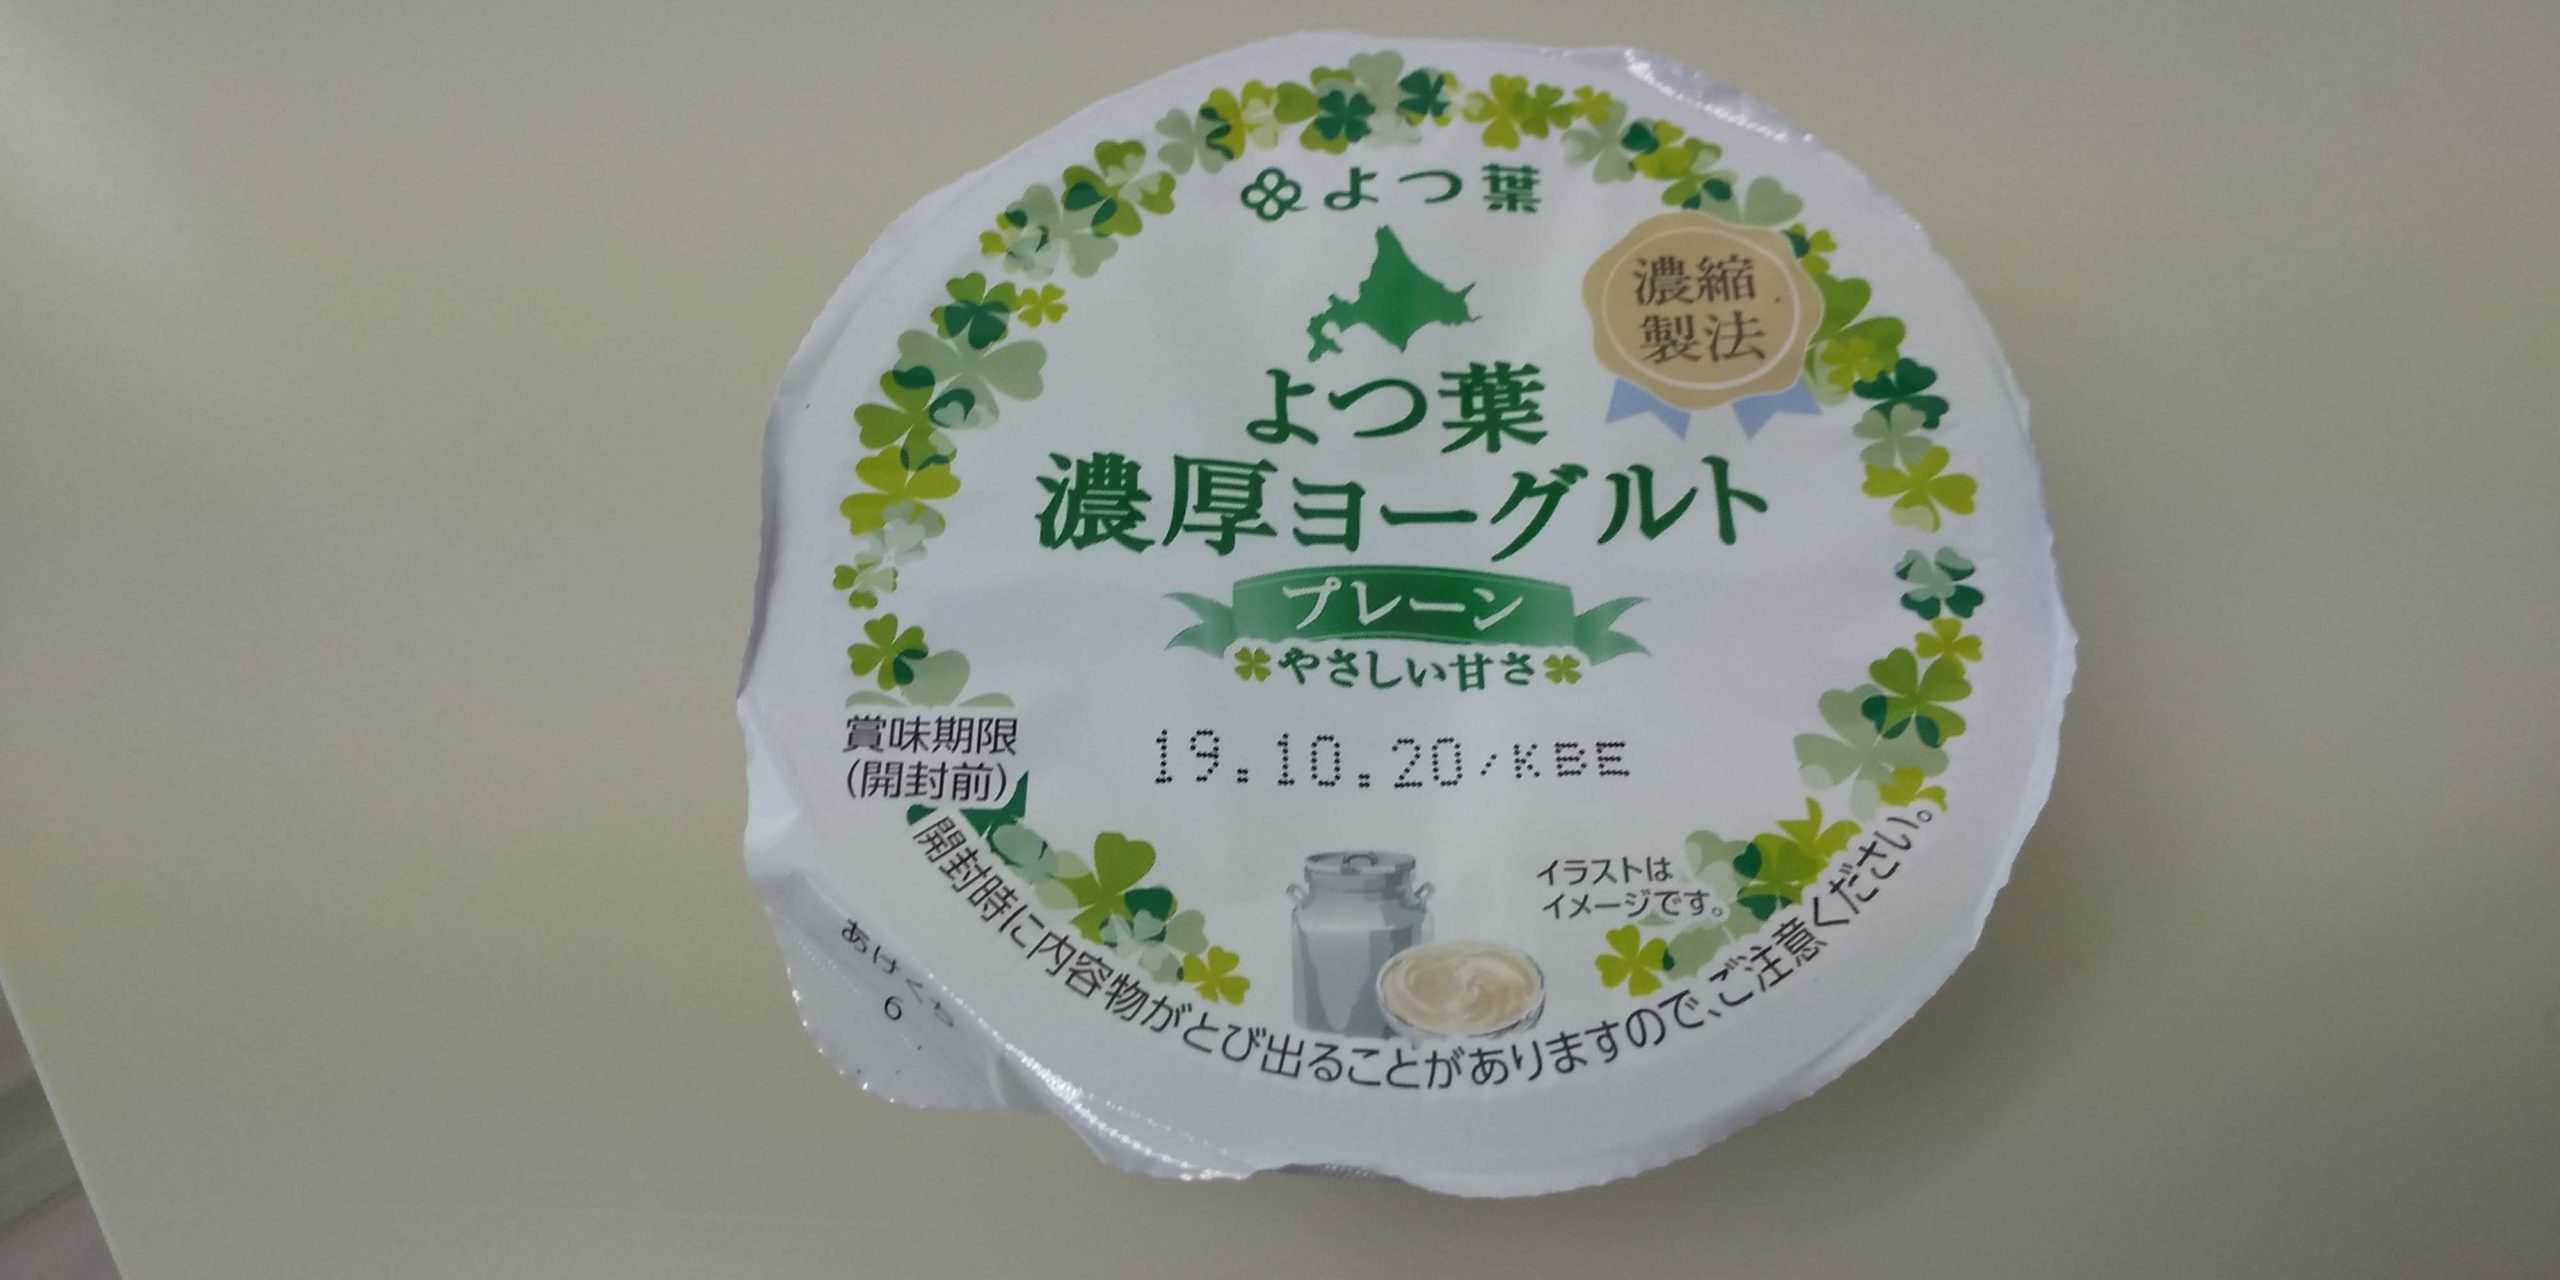 よつ葉
濃縮
製法
よつ葉
濃厚ヨーグルト
プレーン
やさしい甘さ
賞味期限
(開封前)
19.10.20/KBE
イラストは
イメージです。
開封時に内容物がとび出ることがありますので、ご注意ください。
あけくち
6